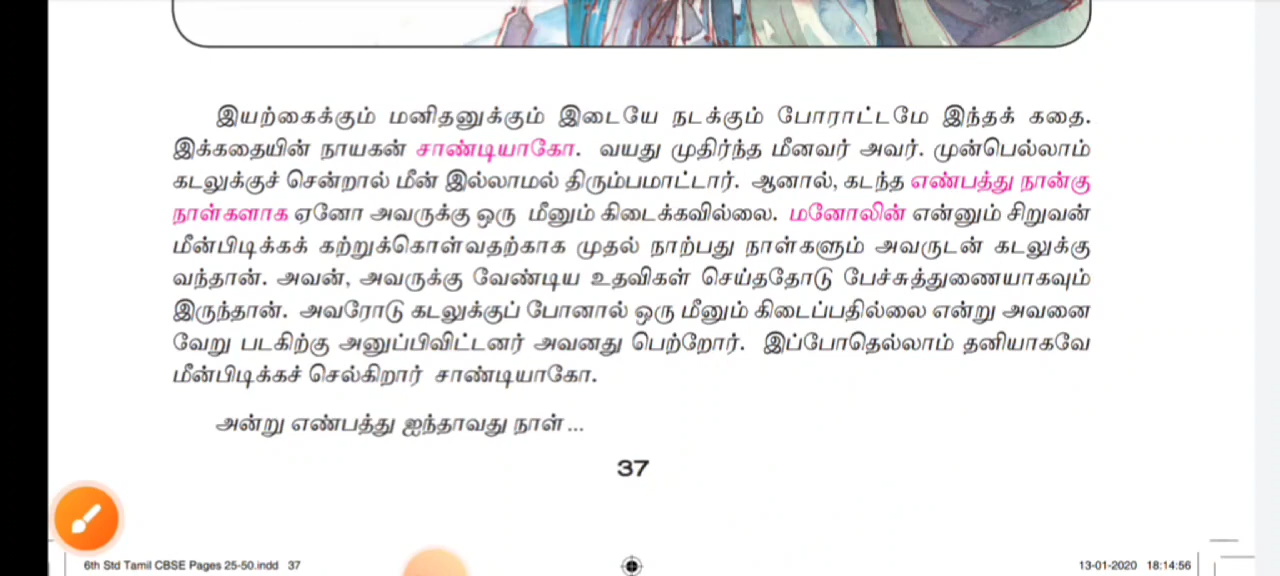 இயற்கைக்கும் மனிதனுக்கும் இடையே நடக்கும் போராட்டமே இந்தக் கதை.
இக்கதையின் நாயகன் சாண்டியாகோ. வயது முதிர்ந்த மீனவர் அவர். முன்பெல்லாம்
கடலுக்குச் சென்றால் மீன் இல்லாமல் திரும்பமாட்டார். ஆனால், கடந்த எண்பத்து நான்கு
நாள்களாக ஏனோ அவருக்கு ஒரு மீனும் கிடைக்கவில்லை. மனோலின் என்னும் சிறுவன்
மீன்பிடிக்கக் கற்றுக்கொள்வதற்காக முதல் நாற்பது நாள்களும் அவருடன் கடலுக்கு
வந்தான். அவன், அவருக்கு வேண்டிய உதவிகள் செய்ததோடு பேச்சுத்துணையாகவும்
இருந்தான். அவரோடு கடலுக்குப் போனால் ஒரு மீனும் கிடைப்பதில்லை என்று அவனை
வேறு படகிற்கு அனுப்பிவிட்டனர் அவனது பெற்றோர். இப்போதெல்லாம் தனியாகவே
மீன்பிடிக்கச் செல்கிறார் சாண்டியாகோ.
அன்று எண்பத்து ஐந்தாவது நாள் ...
37
6th Std Tamil CBSE Pages 25-50.indd 37
13-01-2020 18:14:56